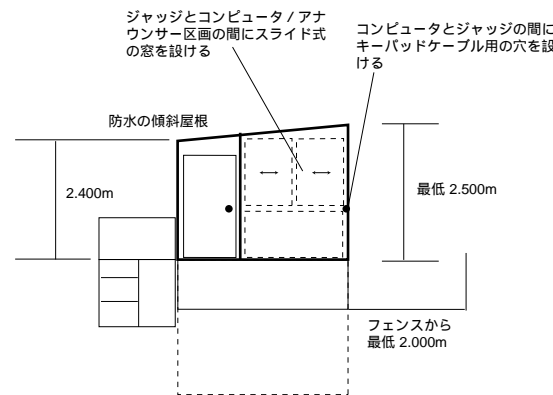 ジャッジとコンピュータ / アナ
ウンサー区画の間にスライド式
の窓を設ける
コンピュータとジャッジの間に
キーパッドケーブル用の穴を設
ける
防水の傾斜屋根
2.400m
最低 2.500m
フェンスから
最低 2.000m